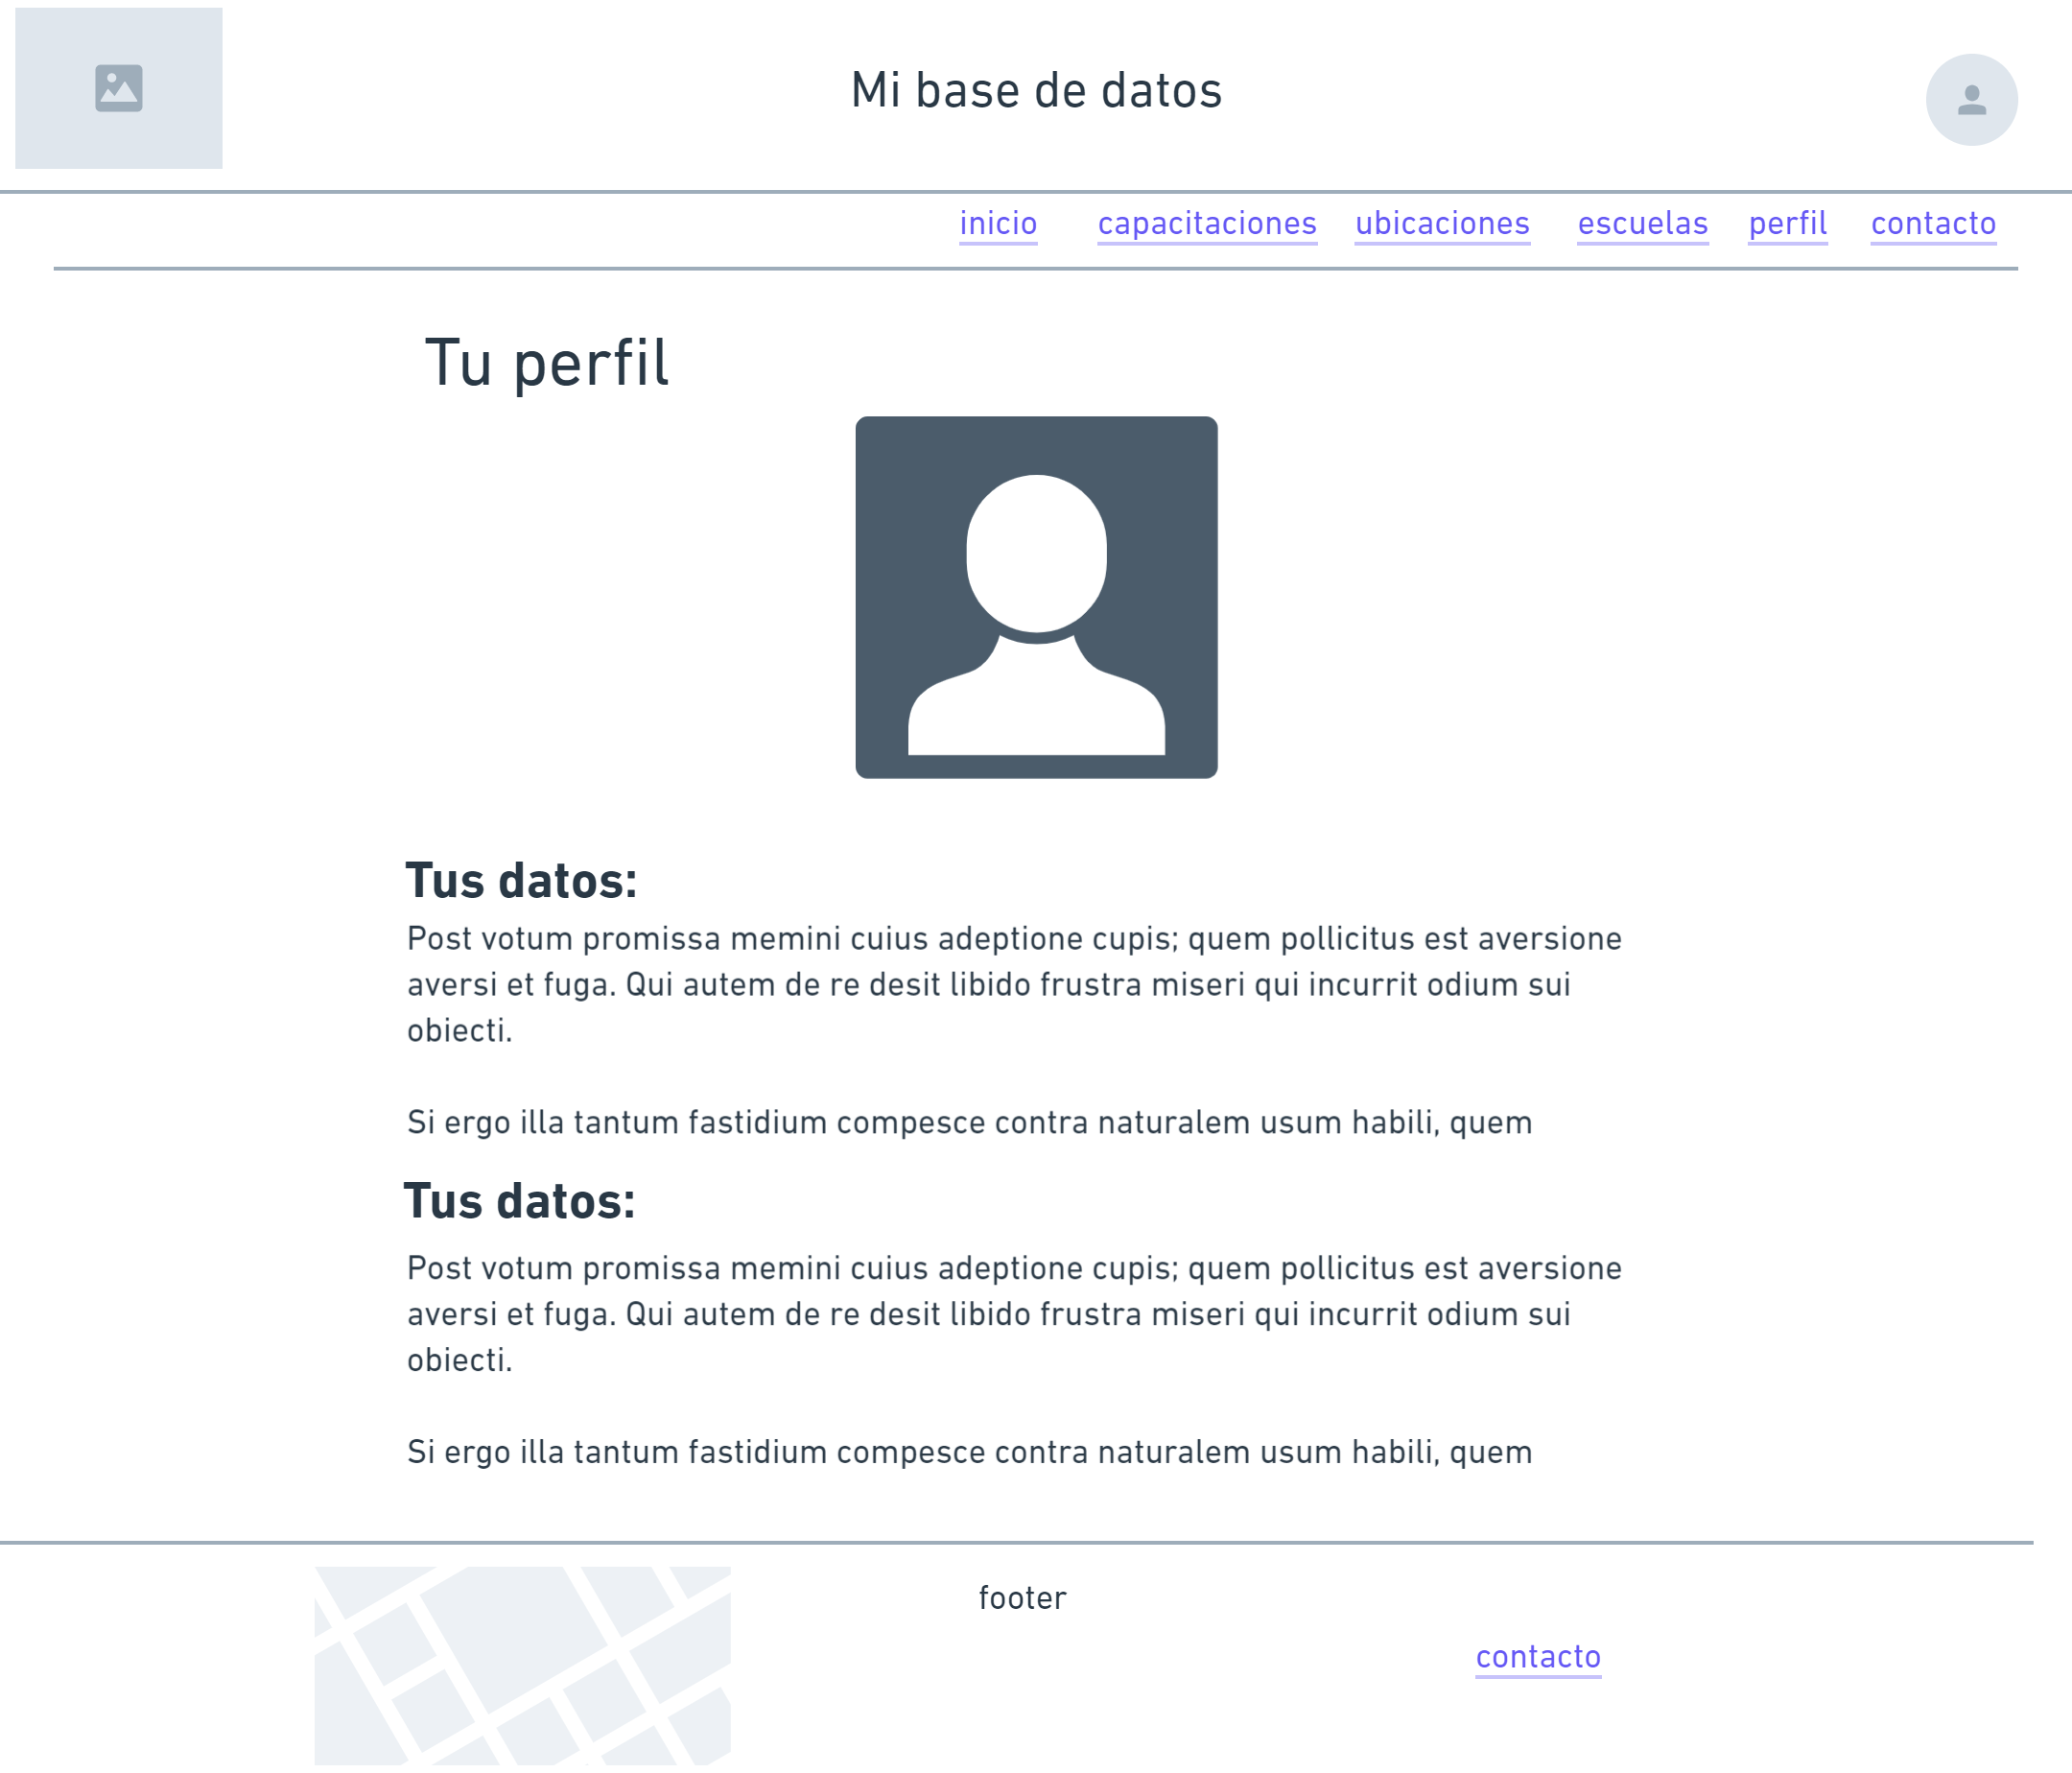 Mi base de datos
inicio capacitaciones ubicaciones escuelas perfil contacto
Tu perfil
Tus datos:
Post votum promissa memini cuius adeptione cupis; quem pollicitus est aversione
aversi et fuga. Qui autem de re desit libido frustra miseri qui incurrit odium sui
obiecti.
Si ergo illa tantum fastidium compesce contra naturalem usum habili, quem
Tus datos:
Post votum promissa memini cuius adeptione cupis; quem pollicitus est aversione
aversi et fuga. Qui autem de re desit libido frustra miseri qui incurrit odium sui
obiecti.
Si ergo illa tantum fastidium compesce contra naturalem usum habili, quem
footer
contacto